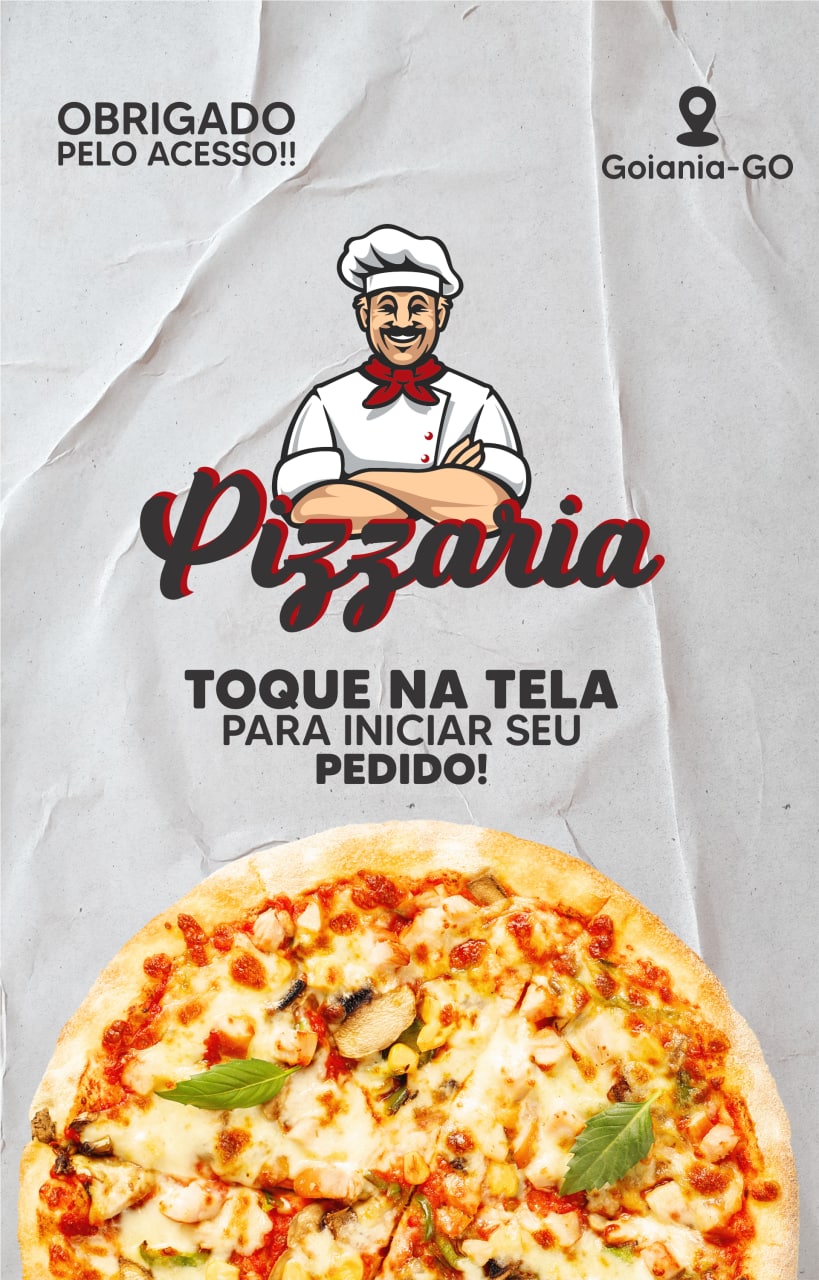 OBRIGADO
PELO ACESSO!!
Goiania-GO
Pizzaria
TOQUE NA TELA
PARA INICIAR SEU
PEDIDO!